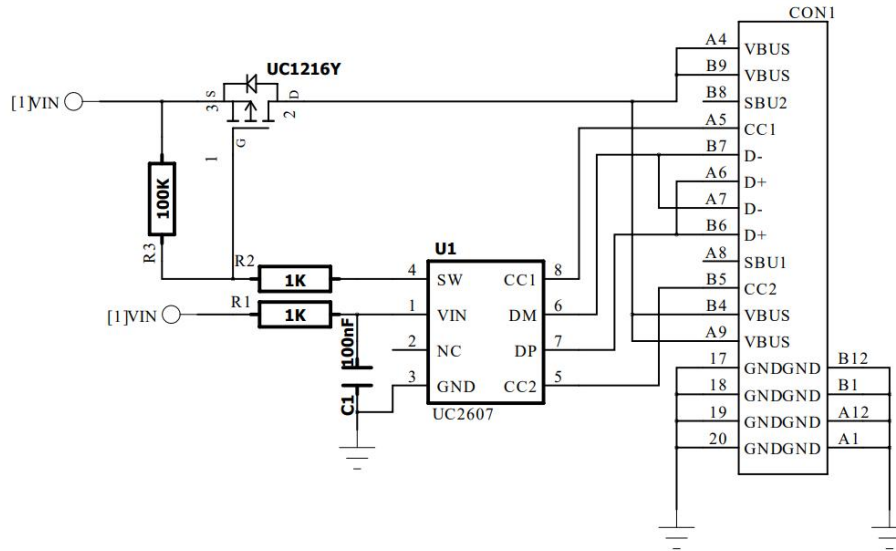 CON1
UC1216Y
[1]VIN
3
S
D
2
G
1
100K
R3
R2
1K
[1]VIN
R1
1K
100nF
C1
U1
4 SW CC1 8
1 VIN DM 6
2 NC DP 7
3 GND CC2 5
UC2607
A4 VBUS
B9 VBUS
B8 SBU2
A5 CC1
B7 D-
A6 D+
A7 D-
B6 D+
A8 SBU1
B5 CC2
B4 VBUS
A9 VBUS
17 GNDGND B12
18 GNDGND B1
19 GNDGND A12
20 GNDGND A1